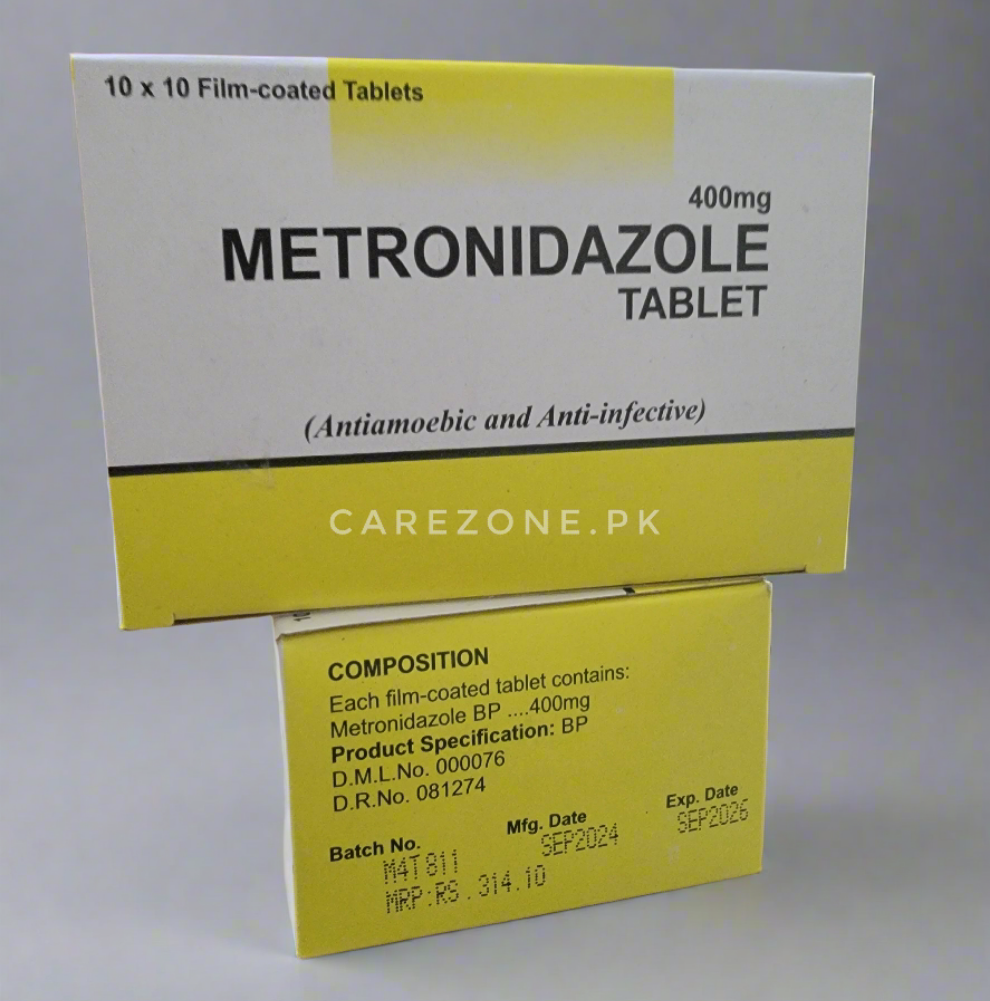 10 x 10 Film-coated Tablets
400mg
METRONIDAZOLE
TABLET
(Antiamoebic and Anti-infective)
CAREZONE.PK
COMPOSITION
Each film-coated tablet contains:
Metronidazole BP ....400mg
Product Specification: BP
D.M.L.No. 000076
D.R.No. 081274
Batch No. Mfg. Date Exp. Date
M4T811 SEP2024 SEP2026
MRP:RS.314.10